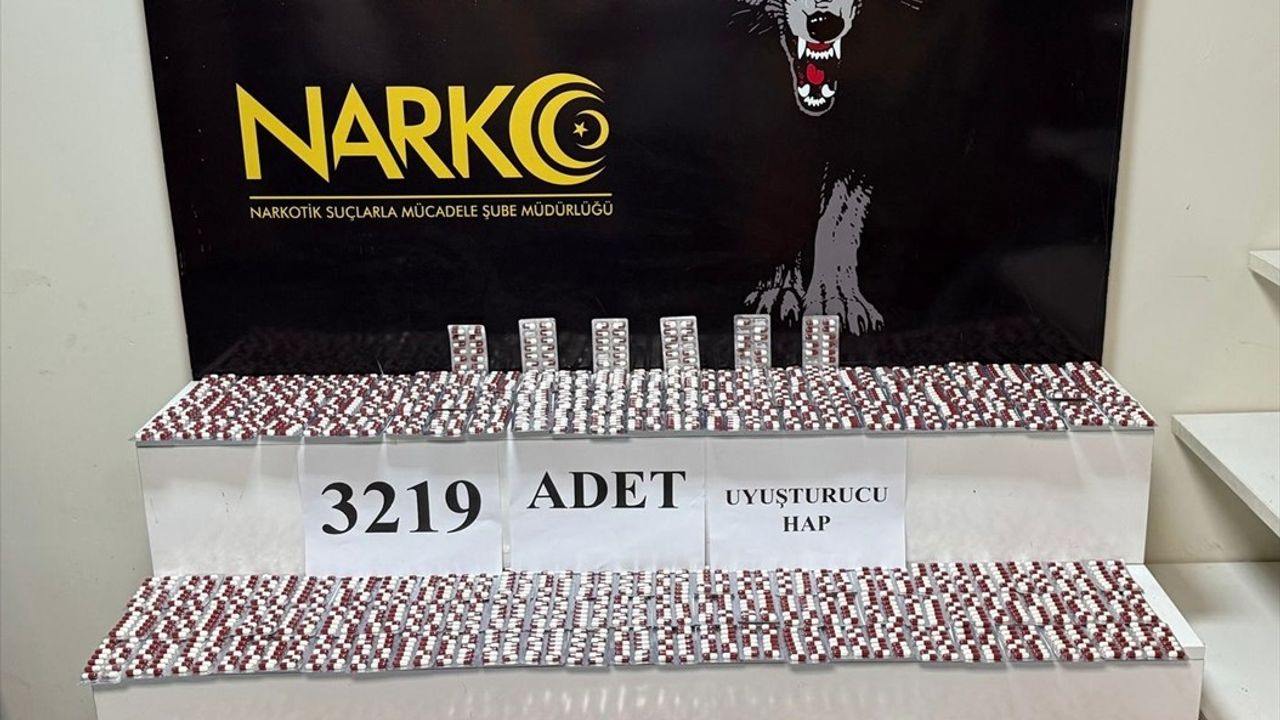 NARKO
NARKOTİK SUÇLARLA MÜCADELE ŞUBE MÜDÜRLÜĞÜ
3219
ADET
UYUŞTURUCU
HAP